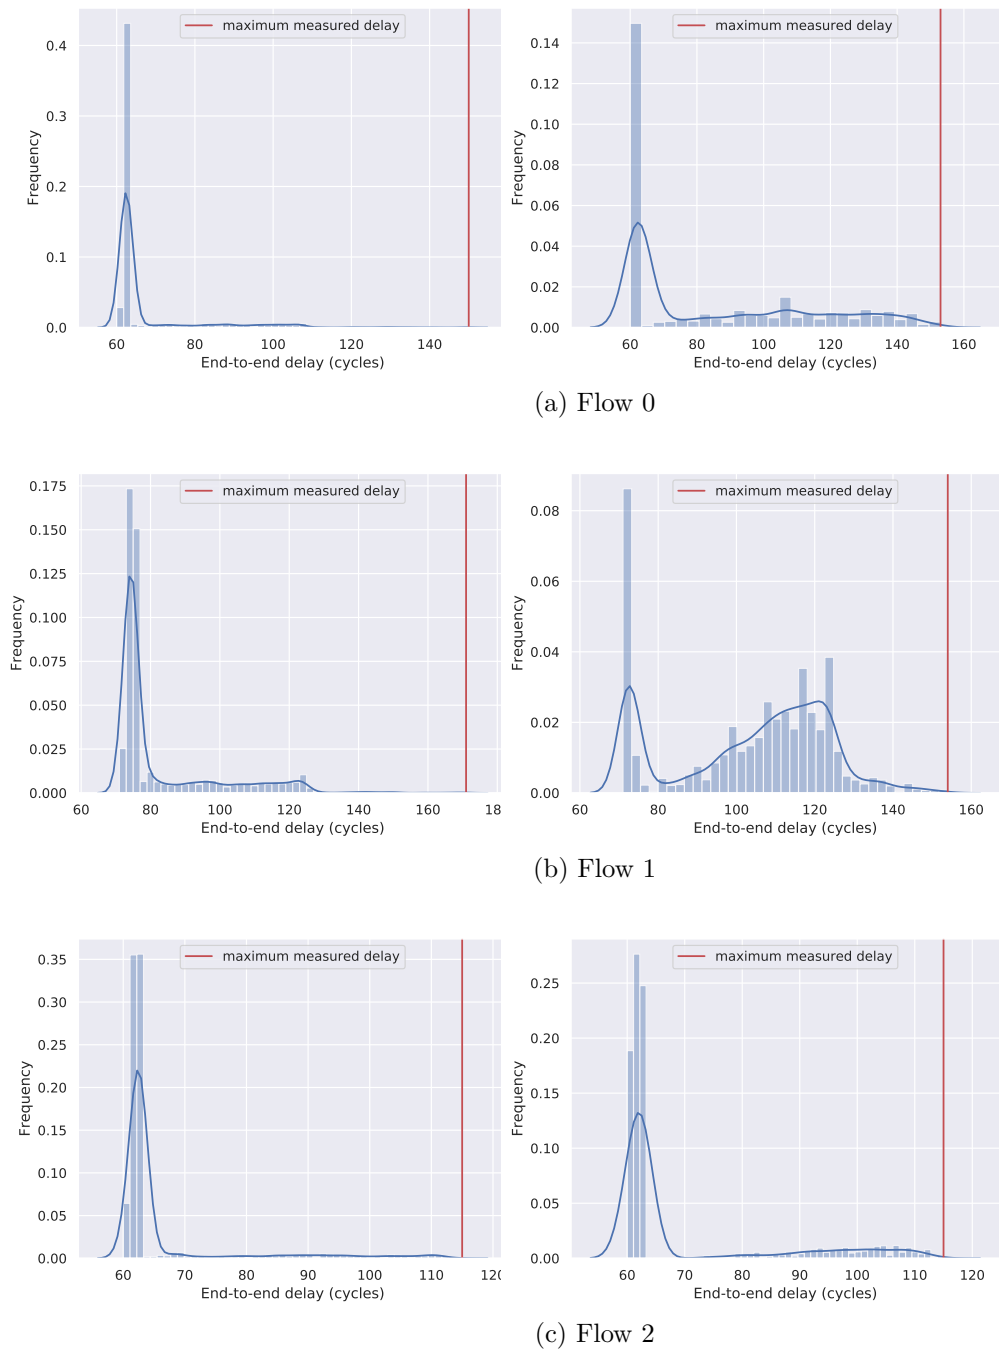 maximum measured delay
0.4
0.3
0.2
0.1
0.0
Frequency
60 80 100 120 140
End-to-end delay (cycles)
maximum measured delay
0.14
0.12
0.10
0.08
0.06
0.04
0.02
0.00
Frequency
60 80 100 120 140 160
End-to-end delay (cycles)
(a) Flow 0
maximum measured delay
0.175
0.150
0.125
0.100
0.075
0.050
0.025
0.000
Frequency
60 80 100 120 140 160 18
End-to-end delay (cycles)
maximum measured delay
0.08
0.06
0.04
0.02
0.00
Frequency
60 80 100 120 140 160
End-to-end delay (cycles)
(b) Flow 1
maximum measured delay
0.35
0.30
0.25
0.20
0.15
0.10
0.05
0.00
Frequency
60 70 80 90 100 110 12
End-to-end delay (cycles)
maximum measured delay
0.25
0.20
0.15
0.10
0.05
0.00
Frequency
60 70 80 90 100 110 120
End-to-end delay (cycles)
(c) Flow 2